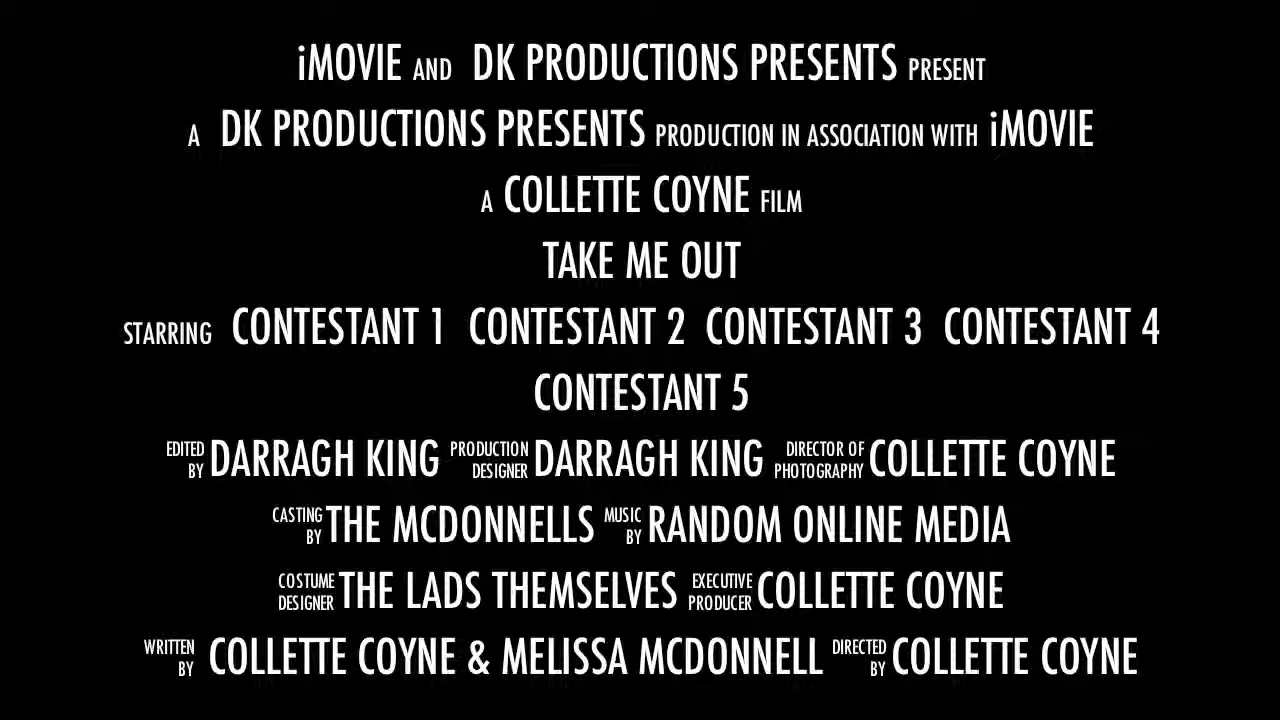 iMOVIE AND DK PRODUCTIONS PRESENTS PRESENT
A DK PRODUCTIONS PRESENTS PRODUCTION IN ASSOCIATION WITH iMOVIE
A COLLETTE COYNE FILM
TAKE ME OUT
STARRING CONTESTANT 1 CONTESTANT 2 CONTESTANT 3 CONTESTANT 4
CONTESTANT 5
EDITED BY DARRAGH KING PRODUCTION DESIGNER DARRAGH KING DIRECTOR OF PHOTOGRAPHY COLLETTE COYNE
CASTING BY THE MCDONNELLS MUSIC BY RANDOM ONLINE MEDIA
COSTUME DESIGNER THE LADS THEMSELVES EXECUTIVE PRODUCER COLLETTE COYNE
WRITTEN BY COLLETTE COYNE & MELISSA MCDONNELL DIRECTED BY COLLETTE COYNE